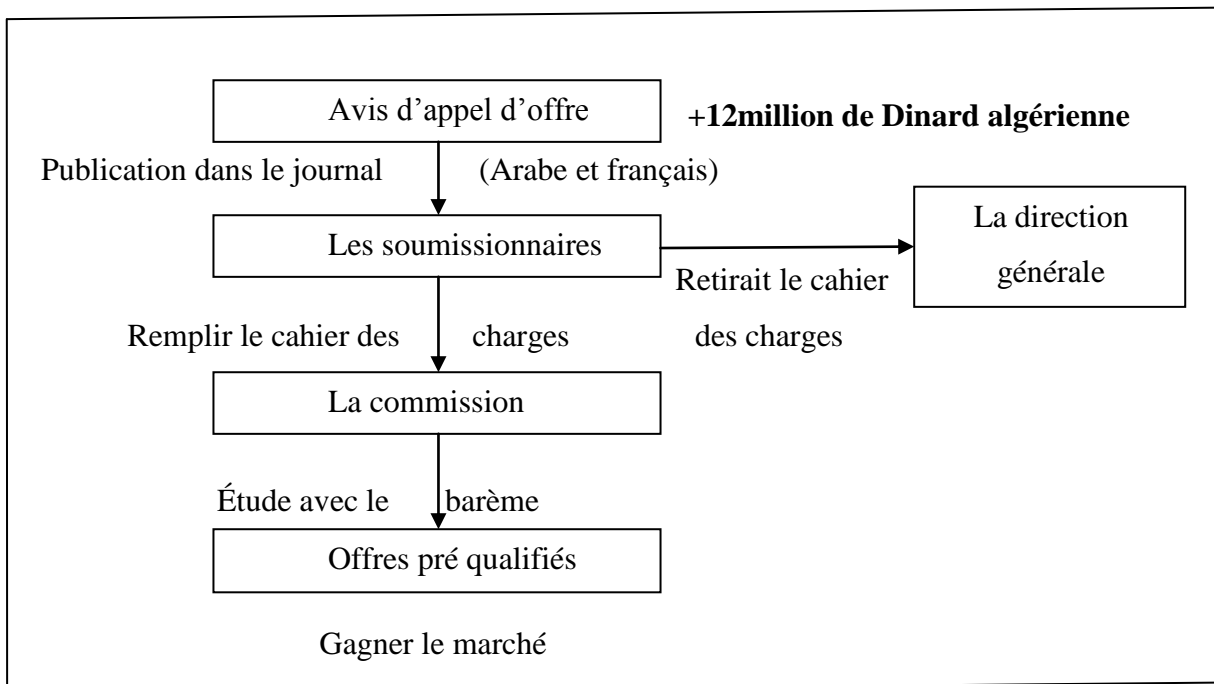 Avis d’appel d’offre
+12million de Dinard algérienne
Publication dans le journal (Arabe et français)
Les soumissionnaires
La direction
générale
Retirait le cahier
des charges
Remplir le cahier des charges
La commission
Étude avec le barème
Offres pré qualifiés
Gagner le marché